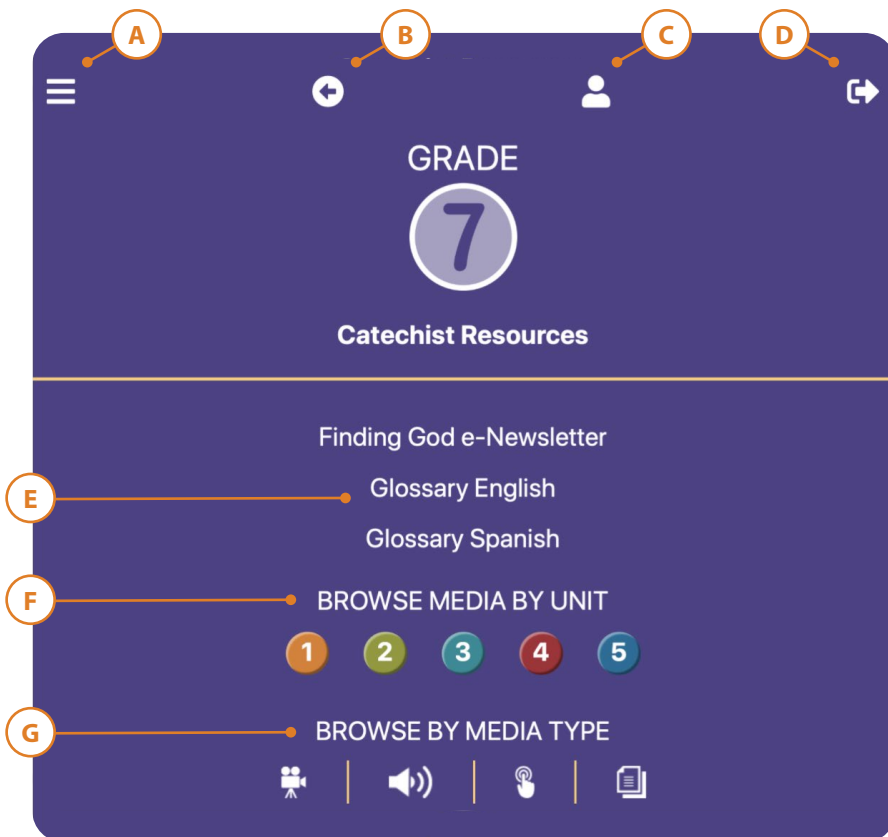 A B C D
GRADE
7
Catechist Resources
Finding God e-Newsletter
E
Glossary English
Glossary Spanish
F
BROWSE MEDIA BY UNIT
1 2 3 4 5
G
BROWSE BY MEDIA TYPE